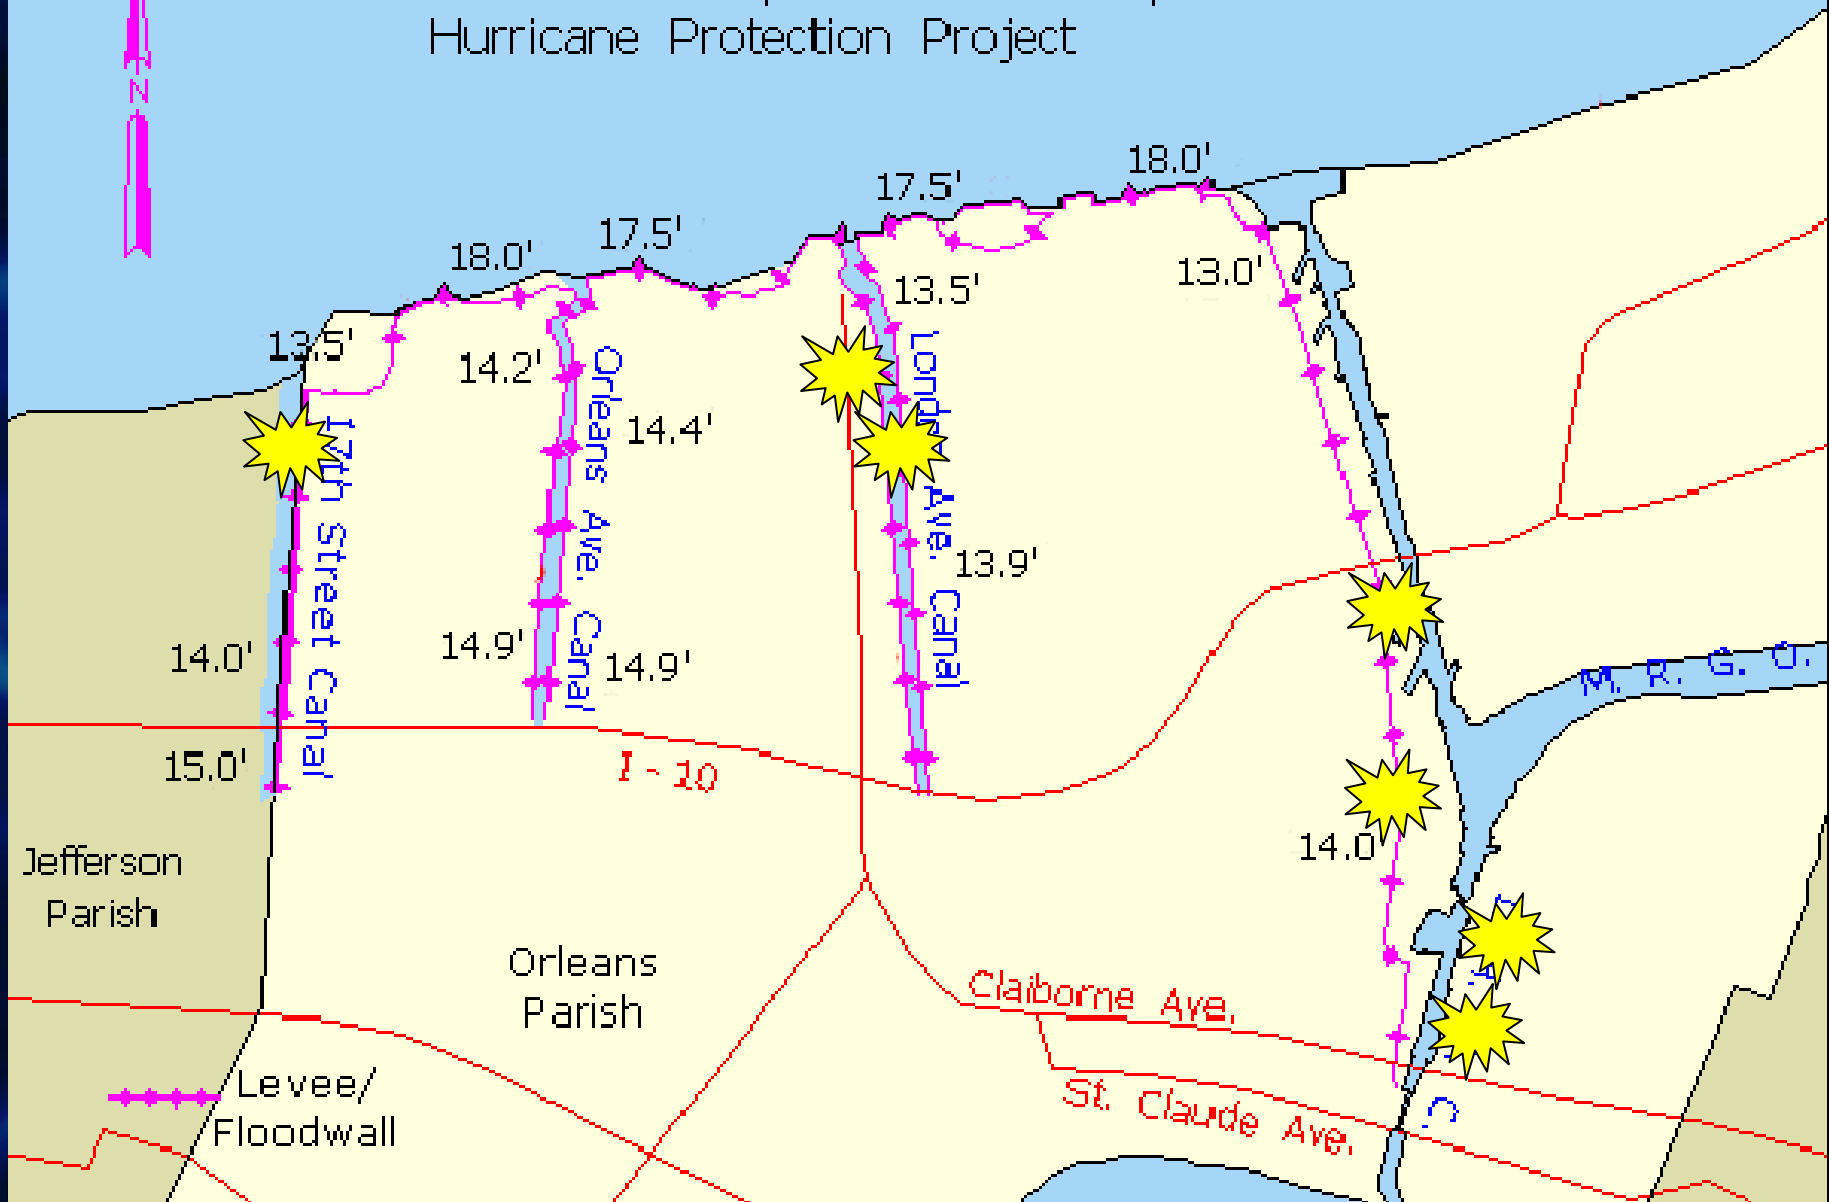 Hurricane Protection Project
N
18.0'
17.5'
17.5'
18.0'
13.0'
13.5'
13.5'
14.2'
14.4'
17th Street Canal
Orleans Ave. Canal
Ave. Canal
13.9'
14.0'
14.9'
14.9'
M. R. G. O.
15.0'
I - 10
14.0'
Jefferson
Parish
Orleans
Parish
Claiborne Ave.
St. Claude Ave.
C.
Levee/
Floodwall